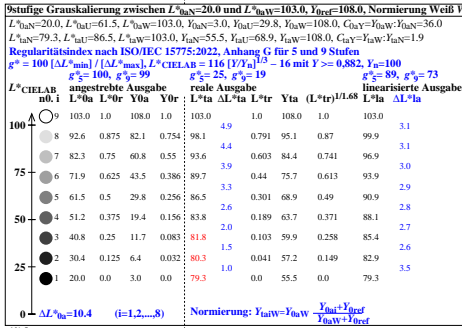 9stufige Grauskalierung zwischen L*0aN=20.0 und L*0aW=103.0, Yref=108.0, Normierung Weiß W
L*0aN=20.0, L*0aU=61.5, L*0aW=103.0, Y0aN=3.0, Y0aU=29.8, Y0aW=108.0, C0aY=Y0aW:Y0aN=36.0
L*taN=79.3, L*taU=86.5, L*taW=103.0, YtaN=55.5, YtaU=68.9, YtaW=108.0, CtaY=YtaW:YtaN=1.9
Regularitätsindex nach ISO/IEC 15775:2022, Anhang G für 5 und 9 Stufen
g* = 100 [ΔL*min] / [ΔL*max], L*CIELAB = 116 [Y/Yn]1/3 - 16 mit Y >= 0,882, Yn=100
g*5= 100, g*9= 99 g*5= 25, g*9= 19 g*5= 89, g*9= 73
L*CIELAB angestrebte Ausgabe reale Ausgabe linearisierte Ausgabe
n0. i L*0a L*0r Y0a Y0r L*ta ΔL*ta L*tr Yta (L*tr)1/1.68 L*la ΔL*la
9 103.0 1.0 108.0 1.0 103.0 1.0 108.0 1.0 103.0
100
4.9 3.1
8 92.6 0.875 82.1 0.754 98.1 0.791 95.1 0.87 99.9
4.4 3.1
7 82.3 0.75 60.8 0.55 93.6 0.603 84.4 0.741 96.9
75
3.9 3.0
6 71.9 0.625 43.5 0.386 89.7 0.44 75.7 0.613 93.9
3.3 2.9
5 61.5 0.5 29.8 0.256 86.5 0.301 68.9 0.49 90.9
50
2.6 2.8
4 51.2 0.375 19.4 0.156 83.8 0.189 63.7 0.371 88.1
2.0 2.7
3 40.8 0.25 11.7 0.083 81.8 0.103 59.9 0.258 85.4
1.5 2.6
2 30.4 0.125 6.4 0.032 80.3 0.041 57.2 0.149 82.9
25
1.0 3.5
1 20.0 0.0 3.0 0.0 79.3 0.0 55.5 0.0 79.3
0 ΔL*0a=10.4 (i=1,2,...,8) Normierung: YtaiW=Y0aW Y0ai+Y0ref
Y0aW+Y0ref